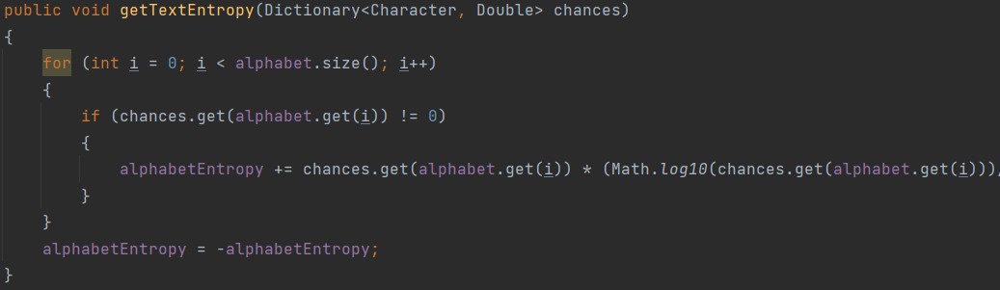 public void getTextEntropy(Dictionary<Character, Double> chances)
{
for (int i = 0; i < alphabet.size(); i++)
{
if (chances.get(alphabet.get(i)) != 0)
{
alphabetEntropy += chances.get(alphabet.get(i)) * (Math.log10(chances.get(alphabet.get(i)))
}
}
alphabetEntropy = -alphabetEntropy;
}